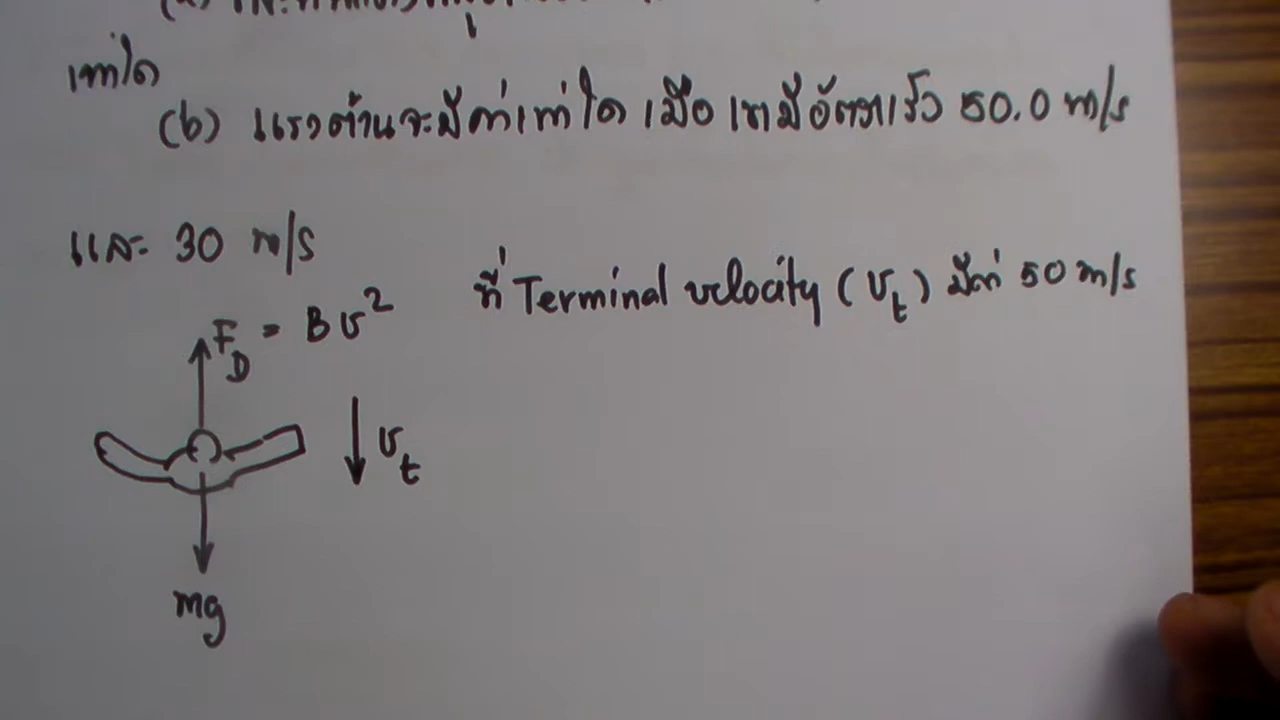 เท่าใด
(b) แรงต้านจะมีค่าเท่าใด เมื่อ เขามีอัตราเร็ว 50.0 m/s
และ 30 m/s
ที่ Terminal velocity (v_t) มีค่า 50 m/s
F_D = Bv²
v_t
mg